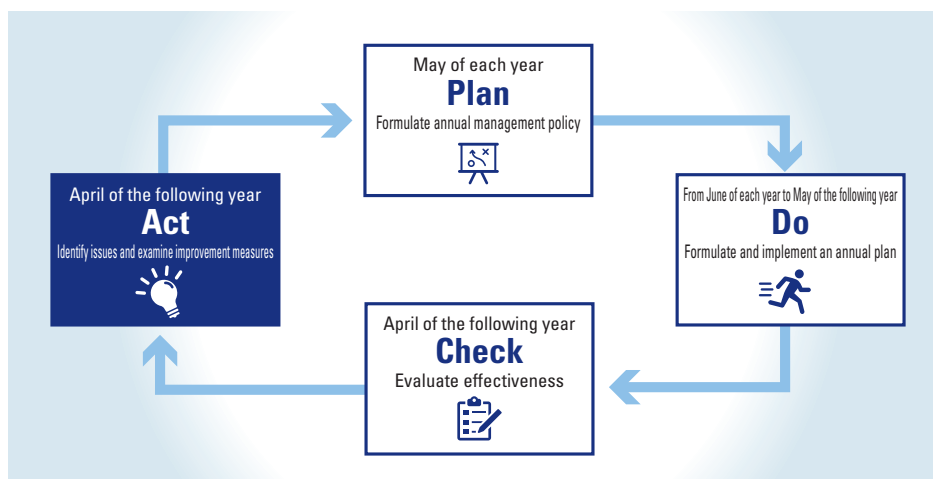 May of each year
Plan
Formulate annual management policy
From June of each year to May of the following year
Do
Formulate and implement an annual plan
April of the following year
Check
Evaluate effectiveness
April of the following year
Act
Identify issues and examine improvement measures